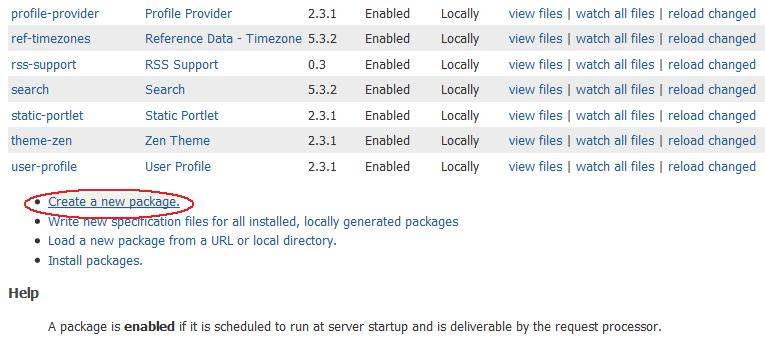 profile-provider Profile Provider 2.3.1 Enabled Locally view files | watch all files | reload changed
ref-timezones Reference Data - Timezone 5.3.2 Enabled Locally view files | watch all files | reload changed
rss-support RSS Support 0.3 Enabled Locally view files | watch all files | reload changed
search Search 5.3.2 Enabled Locally view files | watch all files | reload changed
static-portlet Static Portlet 2.3.1 Enabled Locally view files | watch all files | reload changed
theme-zen Zen Theme 2.3.1 Enabled Locally view files | watch all files | reload changed
user-profile User Profile 2.3.1 Enabled Locally view files | watch all files | reload changed
• Create a new package.
• Write new specification files for all installed, locally generated packages
• Load a new package from a URL or local directory.
• Install packages.
Help
A package is enabled if it is scheduled to run at server startup and is deliverable by the request processor.